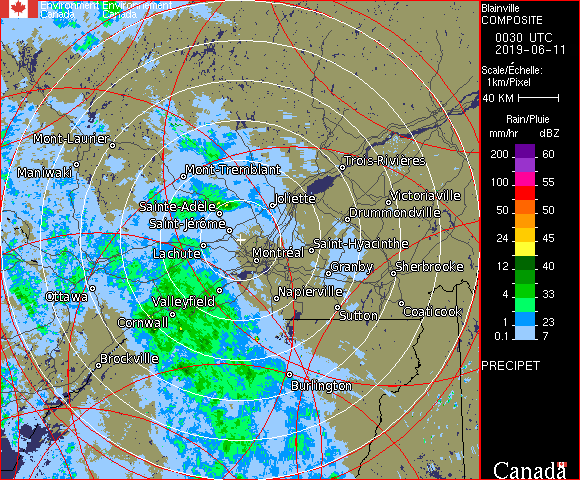 Environment Environnement
Canada Canada
Blainville
COMPOSITE
0030 UTC
2019-06-11
Scale/Échelle:
1km/Pixel
40 KM
Rain/Pluie
mm/hr dBZ
200 60
100 55
50 50
24 45
12 40
4 33
1 23
0.1 7
PRECIPET
Canada
Mont-Laurier
Maniwaki
Mont-Tremblant
Trois-Rivières
Joliette
Victoriaville
Sainte-Adèle
Drummondville
Saint-Jérôme
Lachute
Montréal
Saint-Hyacinthe
Granby
Sherbrooke
Ottawa
Valleyfield
Napierville
Cornwall
Sutton
Coaticook
Brockville
Burlington